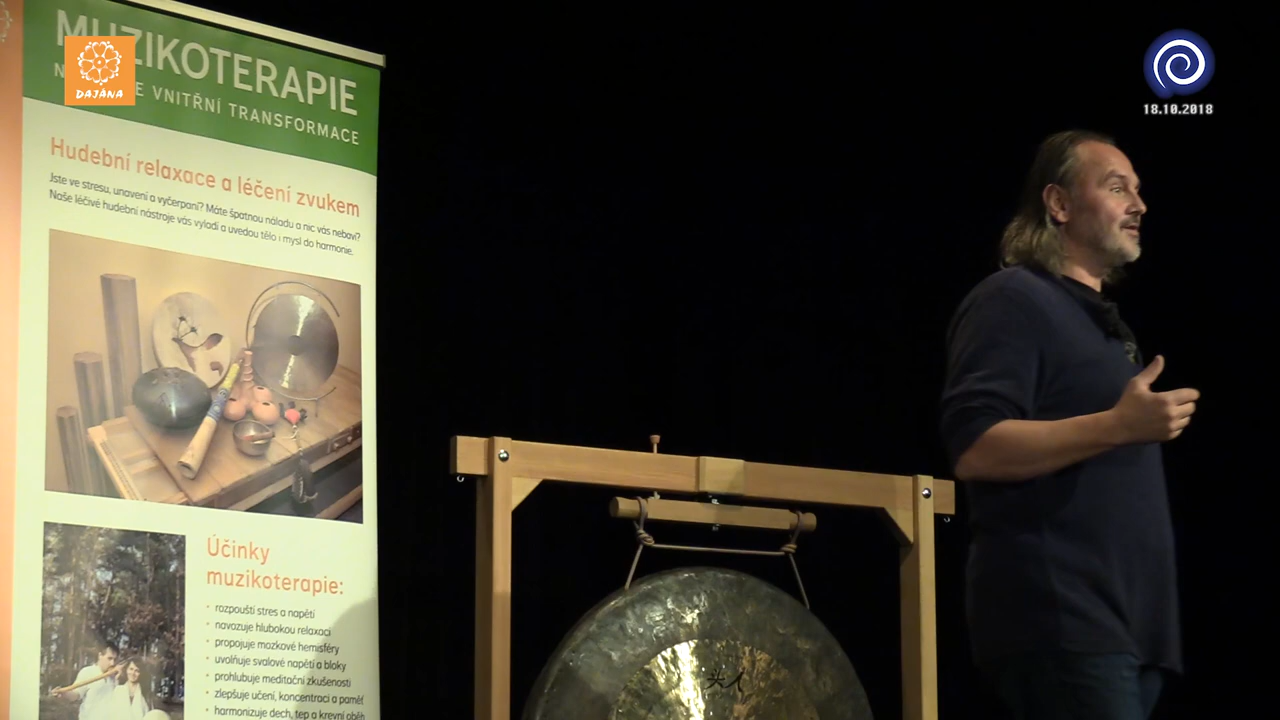 MUZIKOTERAPIE
E VNITŘNÍ TRANSFORMACE
DAJÁNA
Hudební relaxace a léčení zvukem
Jste ve stresu, unavení a vyčerpaní? Máte špatnou náladu a nic vás nebaví?
Naše léčivé hudební nástroje vás vyladí a uvedou tělo i mysl do harmonie.
Účinky
muzikoterapie:
rozpouští stres a napětí
navozuje hlubokou relaxaci
propojuje mozkové hemisféry
uvolňuje svalové napětí a bloky
prohlubuje meditační zkušenosti
zlepšuje učení, koncentraci a paměť
harmonizuje dech, tep a krevní oběh
18.10.2018